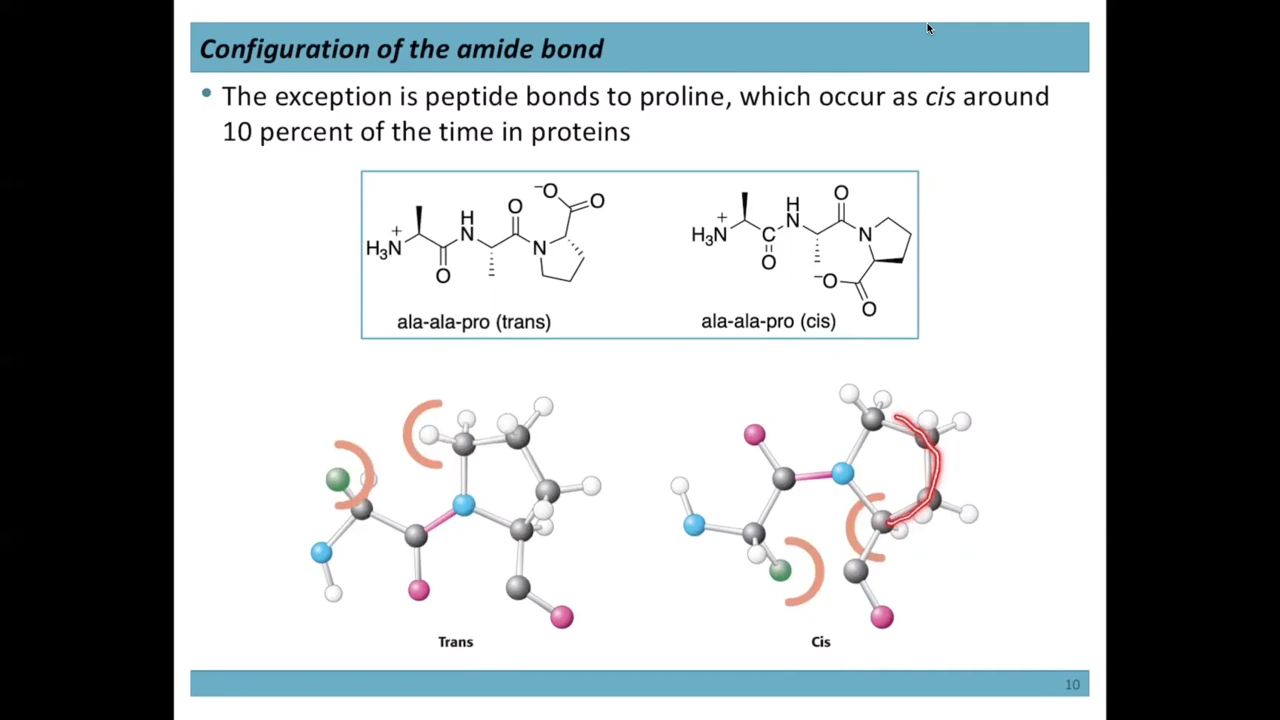 Configuration of the amide bond
• The exception is peptide bonds to proline, which occur as cis around
10 percent of the time in proteins
⁻O
O
O
H
N
+
H₃N
N
O
ala-ala-pro (trans)
O
H
N
+
H₃N
C
N
O
⁻O
O
ala-ala-pro (cis)
Trans
Cis
10